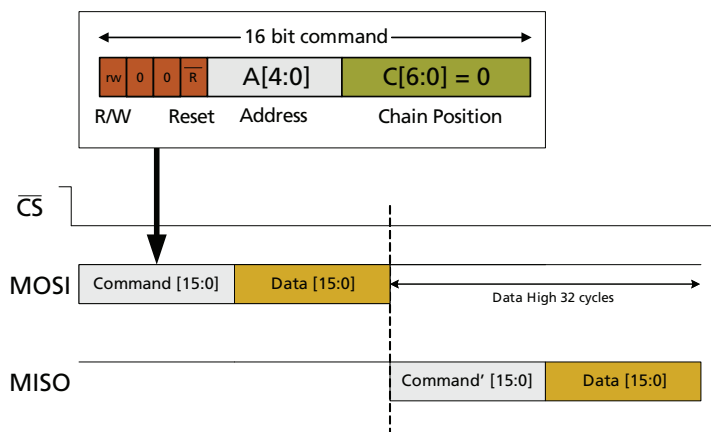 16 bit command
rw 0 0 R A[4:0] C[6:0] = 0
R/W Reset Address Chain Position
CS
MOSI Command [15:0] Data [15:0] Data High 32 cycles
MISO Command' [15:0] Data [15:0]